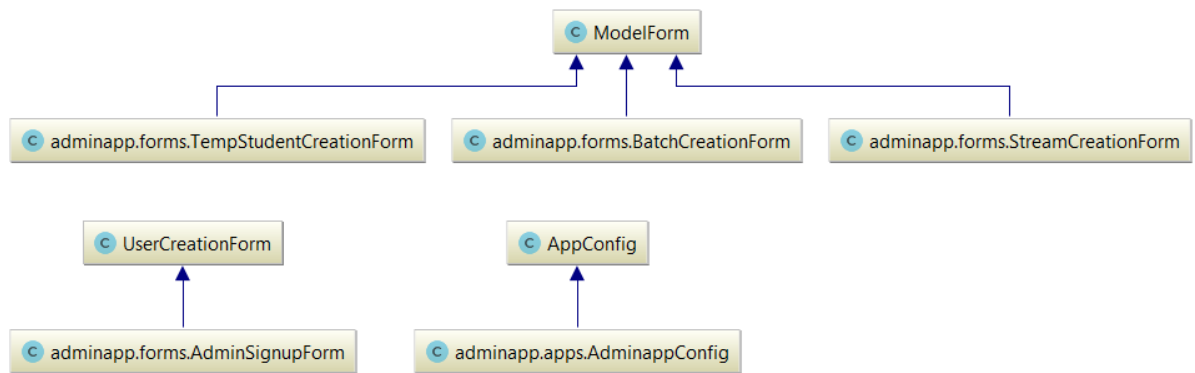 C ModelForm
C adminapp.forms.TempStudentCreationForm
C adminapp.forms.BatchCreationForm
C adminapp.forms.StreamCreationForm
C UserCreationForm
C AppConfig
C adminapp.forms.AdminSignupForm
C adminapp.apps.AdminappConfig